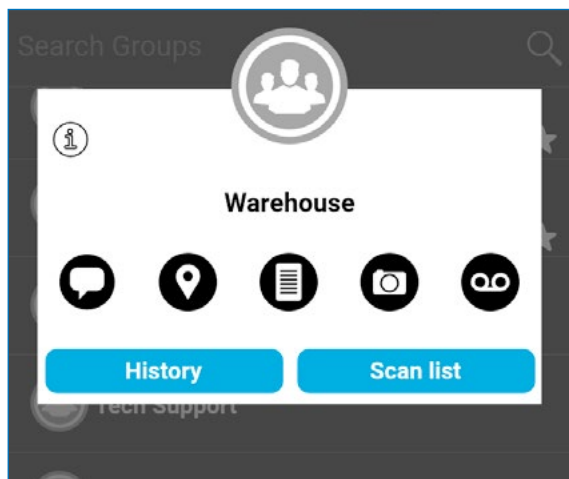 Search Groups
Warehouse
History
Scan list
Tech Support